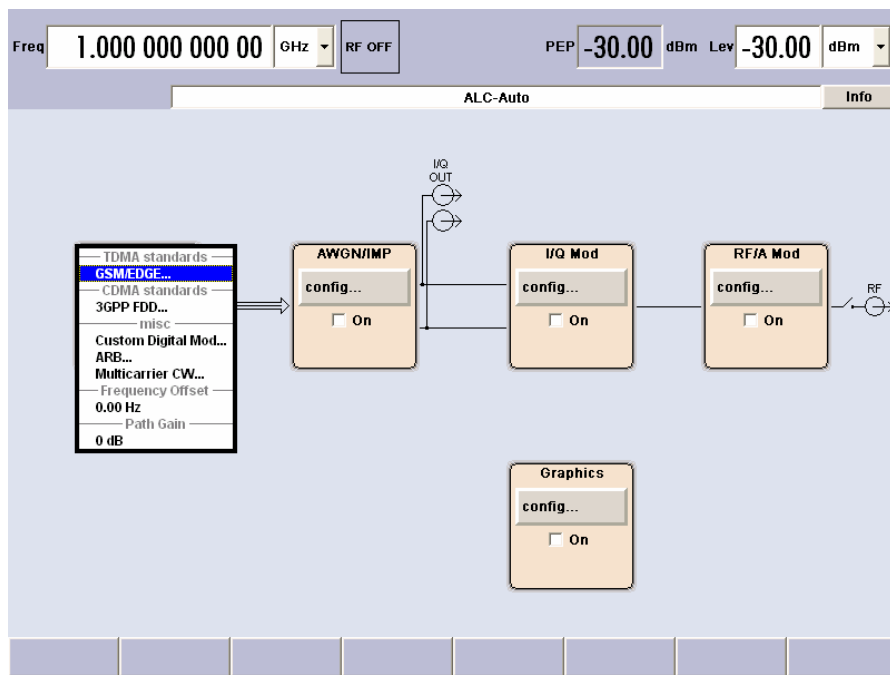 Freq 1.000 000 000 00 GHz RF OFF PEP -30.00 dBm Lev -30.00 dBm
ALC-Auto Info
I/Q
OUT
TDMA standards
GSM/EDGE...
CDMA standards
3GPP FDD...
misc
Custom Digital Mod...
ARB...
Multicarrier CW...
Frequency Offset
0.00 Hz
Path Gain
0 dB
AWGN/IMP
config...
On
I/Q Mod
config...
On
RF/A Mod
config...
On
RF
Graphics
config...
On